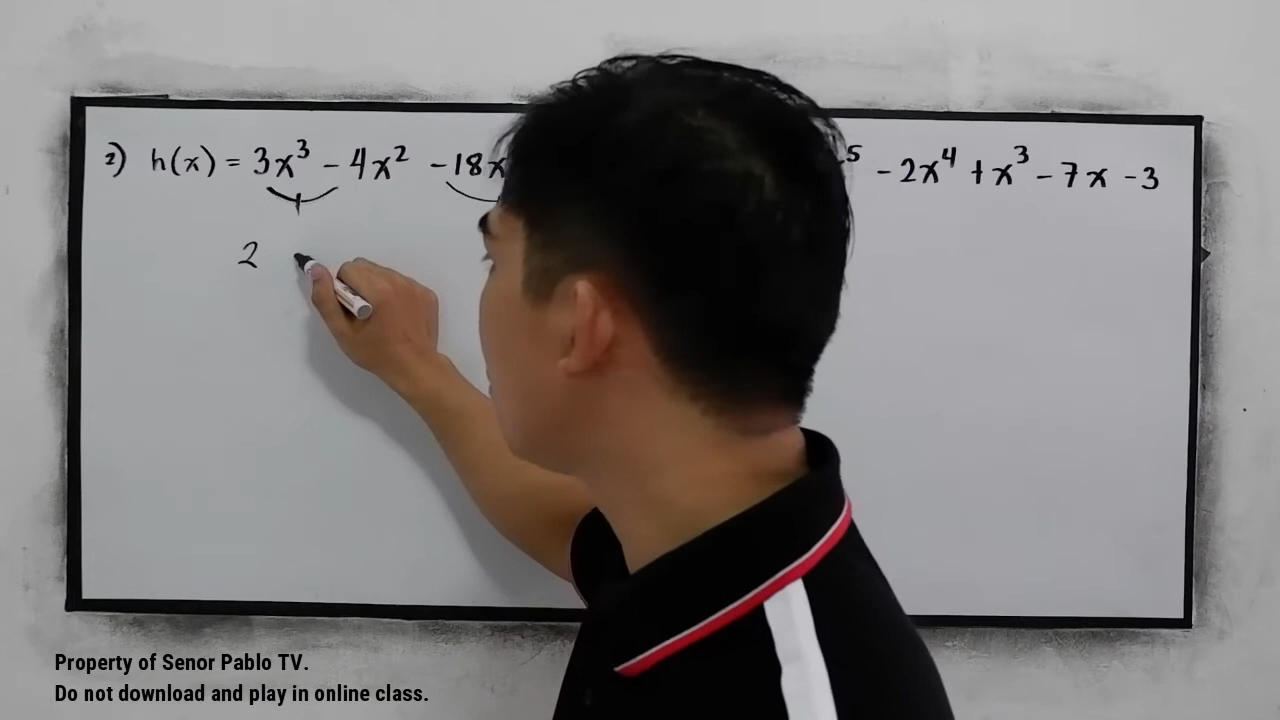 2) h(x) = 3x³ - 4x² - 18x
⁵ - 2x⁴ + x³ - 7x - 3
2
Property of Senor Pablo TV.
Do not download and play in online class.